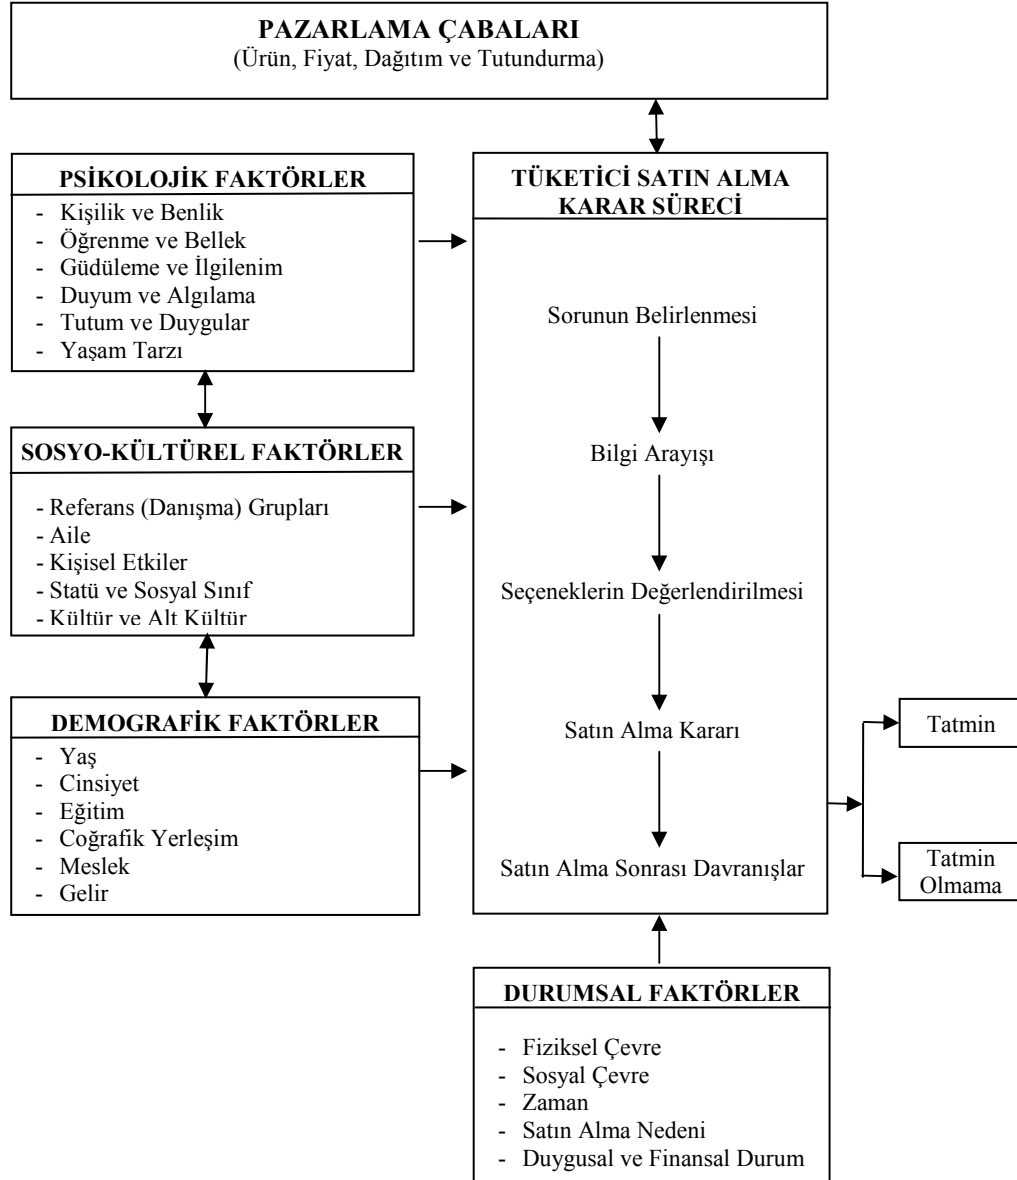 PAZARLAMA ÇABALARI
(Ürün, Fiyat, Dağıtım ve Tutundurma)
PSİKOLOJİK FAKTÖRLER
- Kişilik ve Benlik
- Öğrenme ve Bellek
- Güdüleme ve İlgilenim
- Duyum ve Algılama
- Tutum ve Duygular
- Yaşam Tarzı
SOSYO-KÜLTÜREL FAKTÖRLER
- Referans (Danışma) Grupları
- Aile
- Kişisel Etkiler
- Statü ve Sosyal Sınıf
- Kültür ve Alt Kültür
DEMOGRAFİK FAKTÖRLER
- Yaş
- Cinsiyet
- Eğitim
- Coğrafik Yerleşim
- Meslek
- Gelir
TÜKETİCİ SATIN ALMA
KARAR SÜRECİ
Sorunun Belirlenmesi
Bilgi Arayışı
Seçeneklerin Değerlendirilmesi
Satın Alma Kararı
Satın Alma Sonrası Davranışlar
Tatmin
Tatmin
Olmama
DURUMSAL FAKTÖRLER
- Fiziksel Çevre
- Sosyal Çevre
- Zaman
- Satın Alma Nedeni
- Duygusal ve Finansal Durum